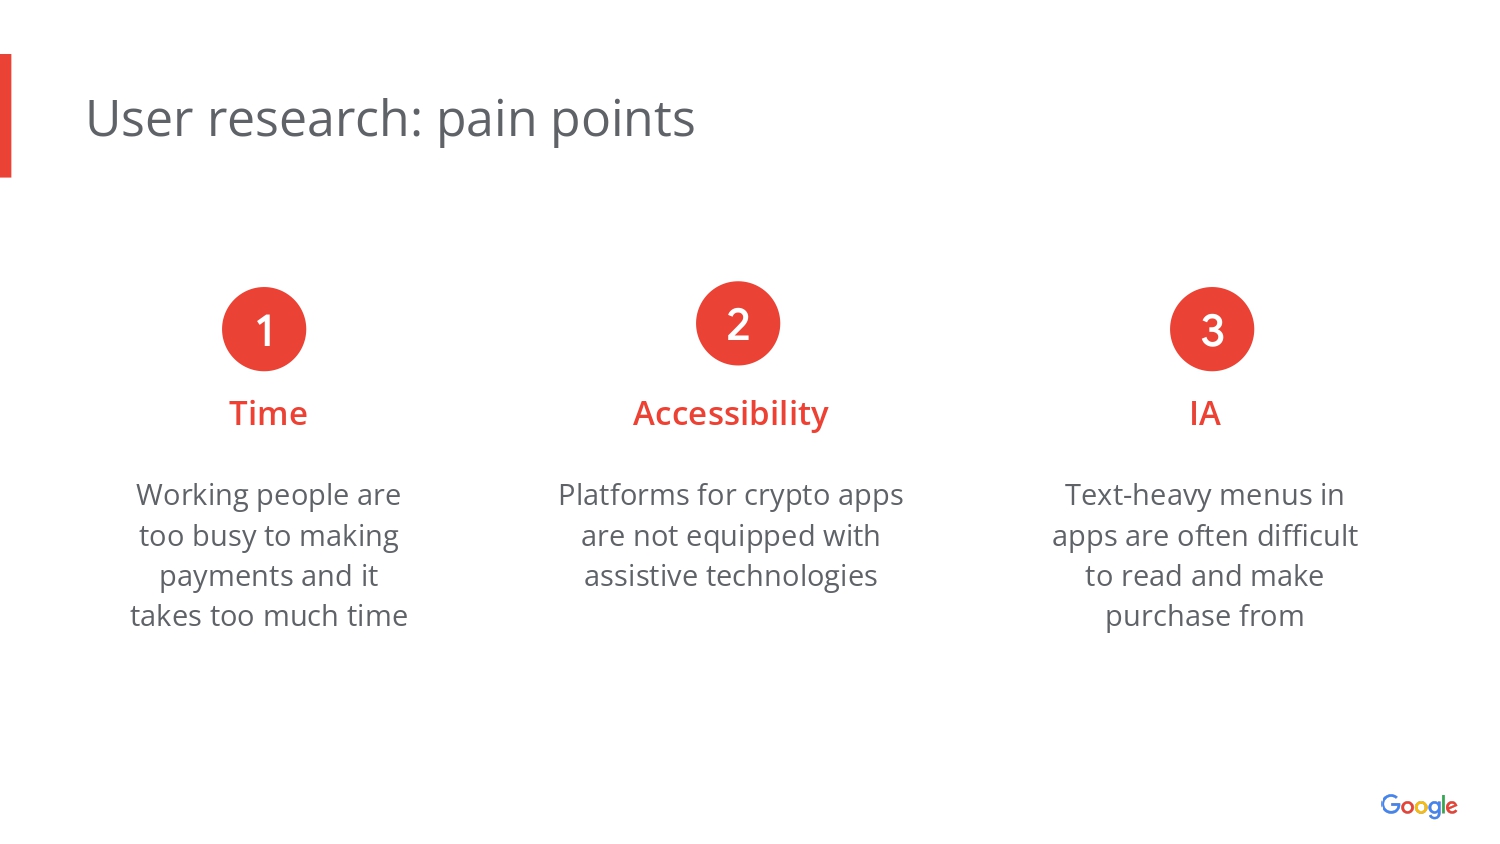 User research: pain points
1
Time
Working people are
too busy to making
payments and it
takes too much time
2
Accessibility
Platforms for crypto apps
are not equipped with
assistive technologies
3
IA
Text-heavy menus in
apps are often difficult
to read and make
purchase from
Google